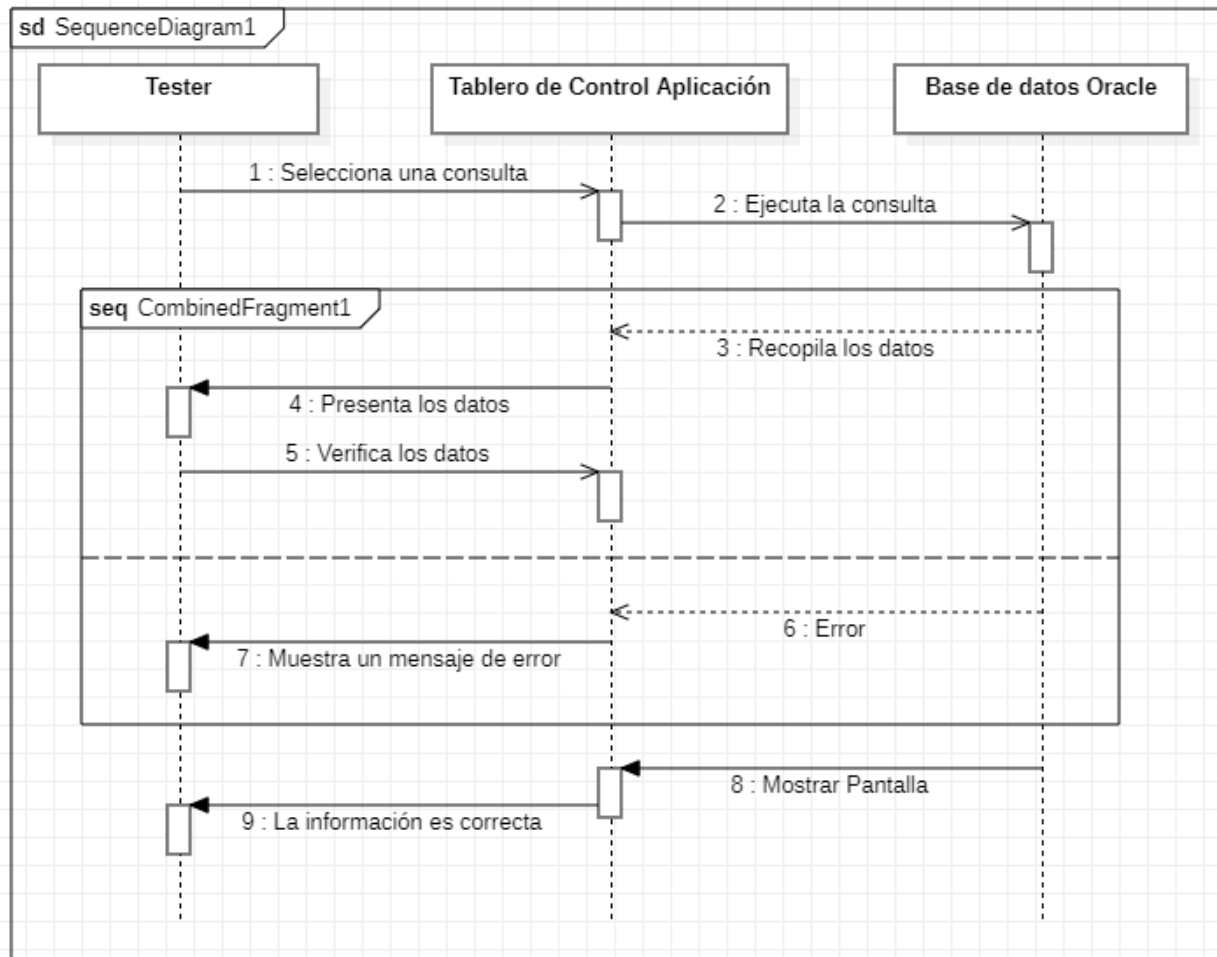 sd SequenceDiagram1
Tester
Tablero de Control Aplicación
Base de datos Oracle
1 : Selecciona una consulta
2 : Ejecuta la consulta
seq CombinedFragment1
3 : Recopila los datos
4 : Presenta los datos
5 : Verifica los datos
6 : Error
7 : Muestra un mensaje de error
8 : Mostrar Pantalla
9 : La información es correcta